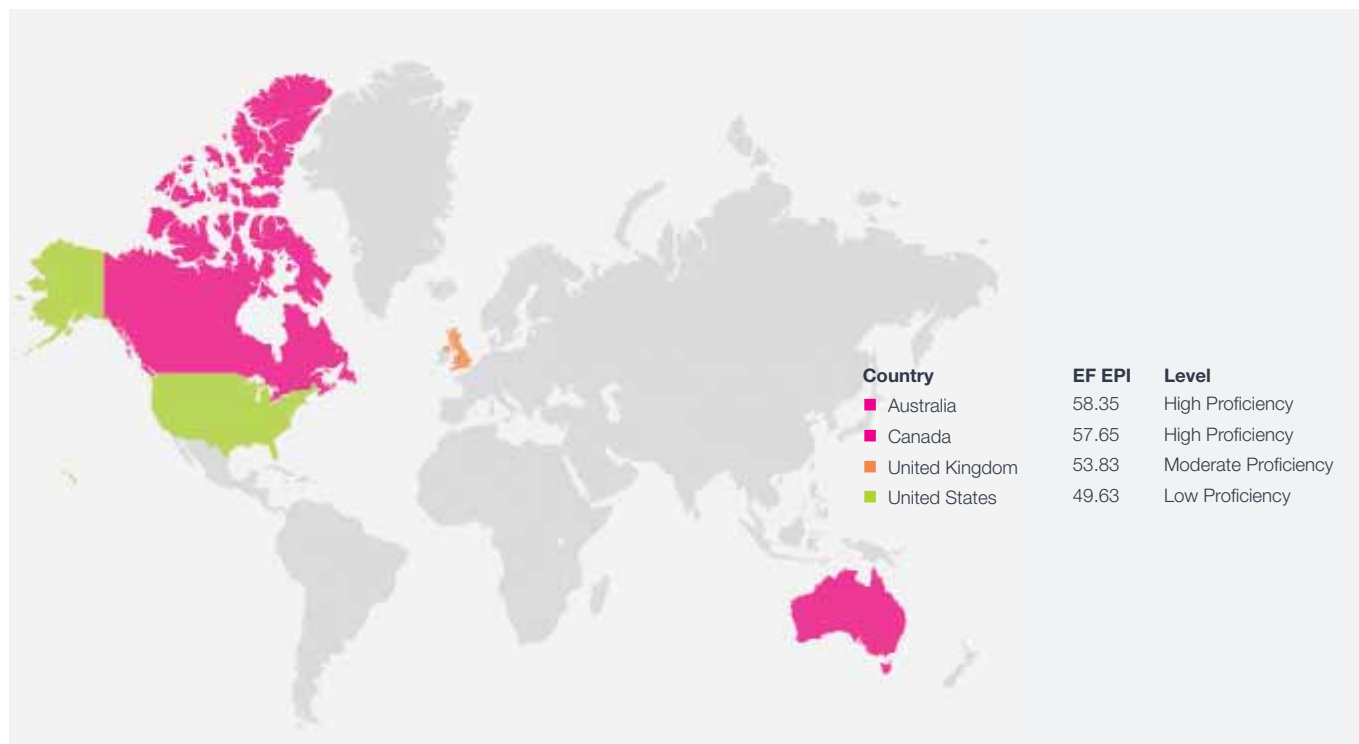 Country EF EPI Level
Australia 58.35 High Proficiency
Canada 57.65 High Proficiency
United Kingdom 53.83 Moderate Proficiency
United States 49.63 Low Proficiency